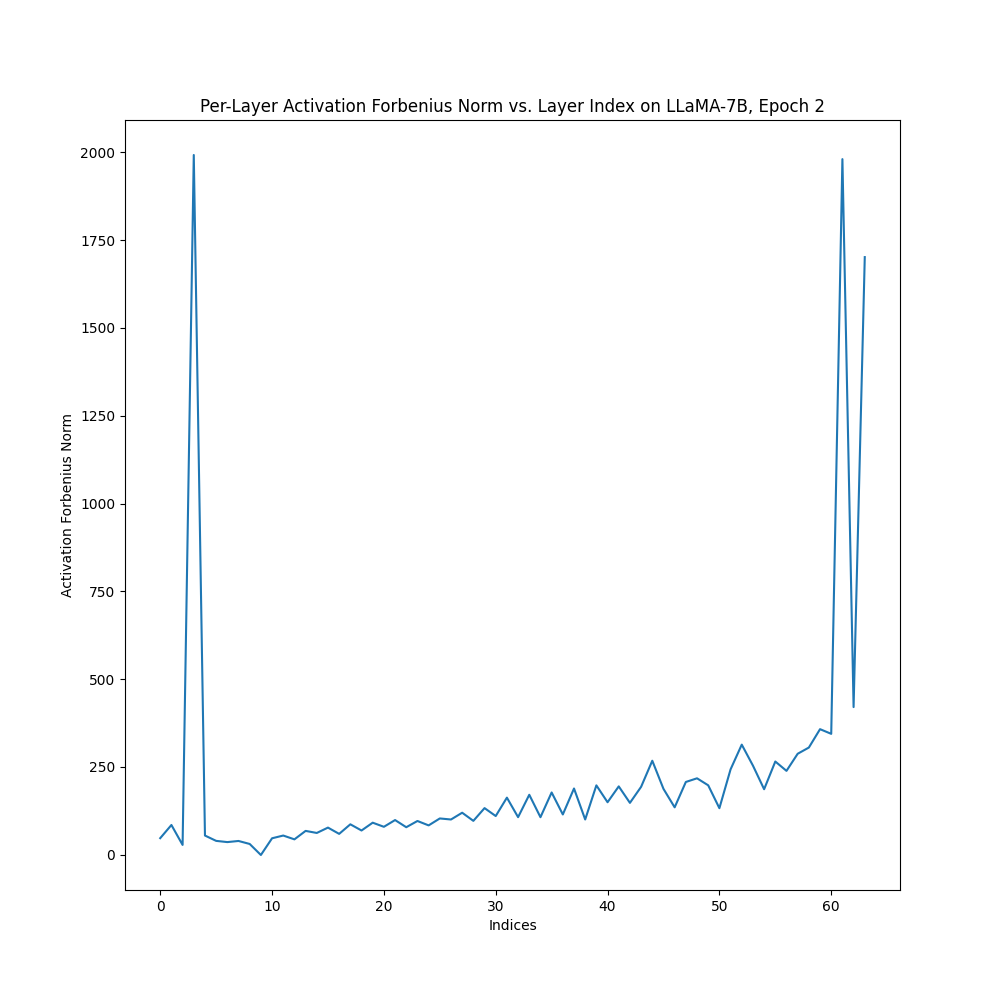 Per-Layer Activation Forbenius Norm vs. Layer Index on LLaMA-7B, Epoch 2
2000
1750
1500
1250
1000
750
500
250
0
Activation Forbenius Norm
0 10 20 30 40 50 60
Indices